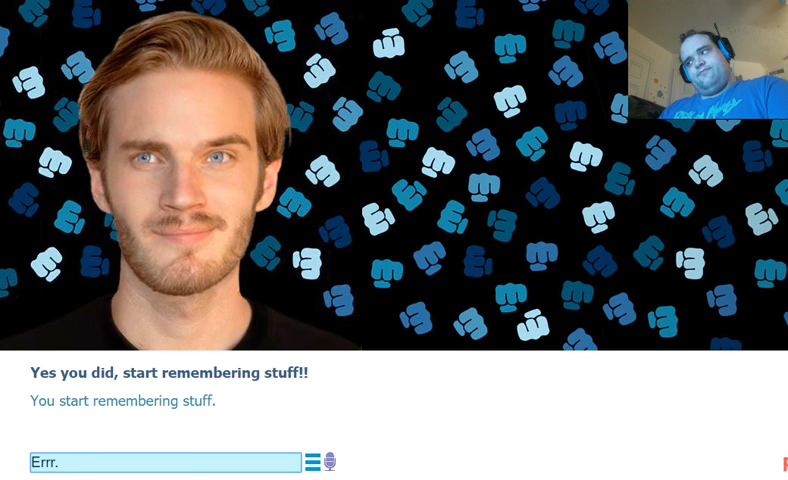 Yes you did, start remembering stuff!!
You start remembering stuff.
Errr.